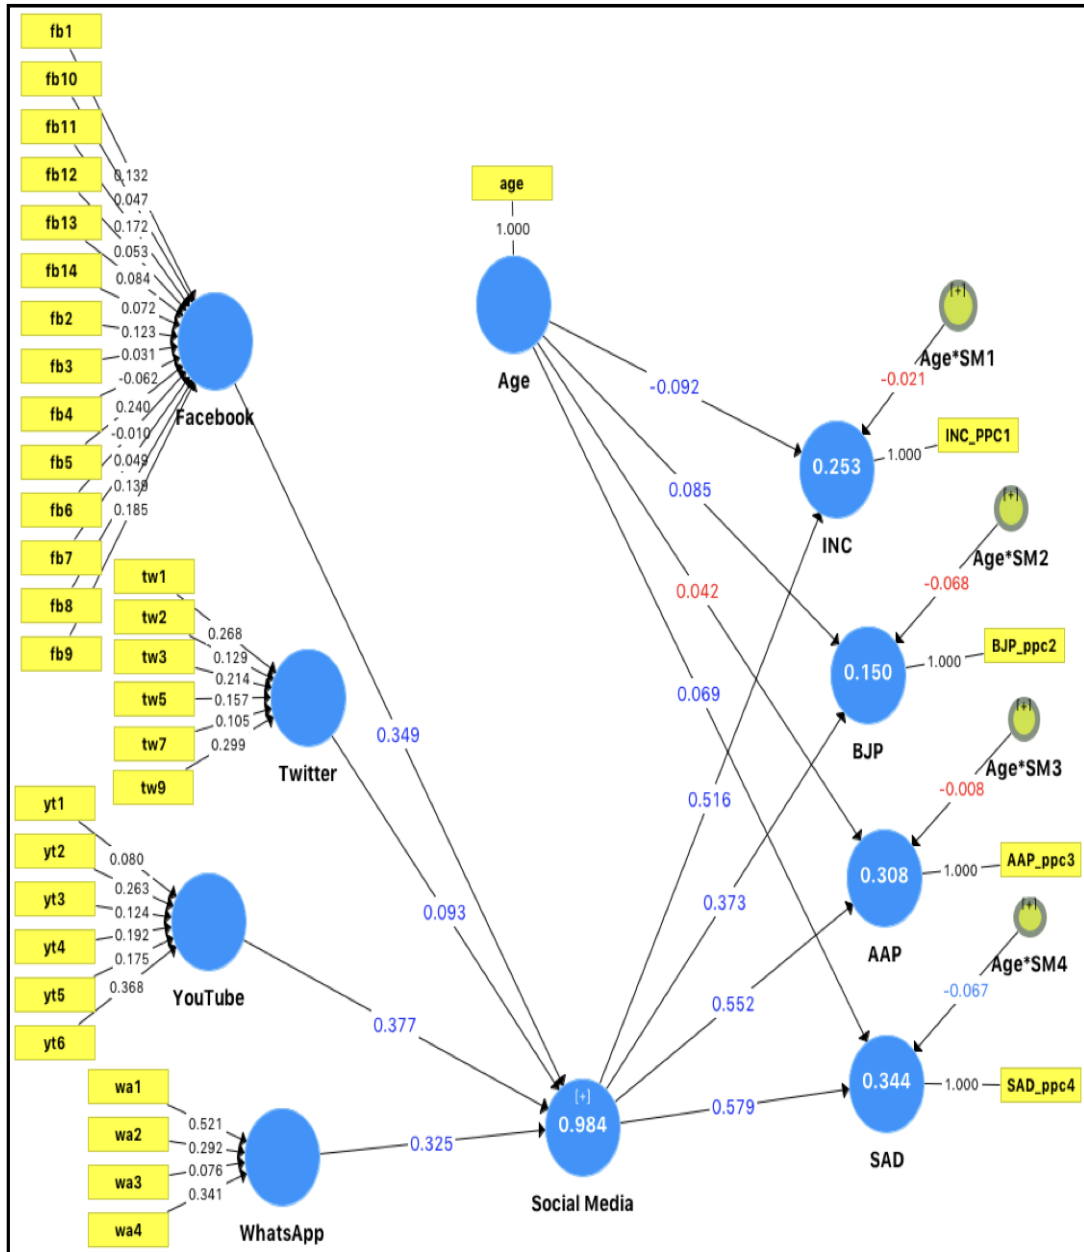 fb1
fb10
fb11
fb12
fb13
fb14
fb2
fb3
fb4
fb5
fb6
fb7
fb8
fb9
0.132
0.047
0.172
0.053
0.084
0.072
0.123
0.031
-0.062
0.240
-0.010
0.049
0.139
0.185
Facebook
tw1
tw2
tw3
tw5
tw7
tw9
0.268
0.129
0.214
0.157
0.105
0.299
Twitter
yt1
yt2
yt3
yt4
yt5
yt6
0.080
0.263
0.124
0.192
0.175
0.368
YouTube
wa1
wa2
wa3
wa4
0.521
0.292
0.076
0.341
WhatsApp
0.349
0.093
0.377
0.325
[+]
0.984
Social Media
age
1.000
Age
-0.092
0.085
0.042
0.069
0.516
0.373
0.552
0.579
[+]
Age*SM1
-0.021
0.253
1.000
INC_PPC1
INC
[+]
Age*SM2
-0.068
0.150
1.000
BJP_ppc2
BJP
[+]
Age*SM3
-0.008
0.308
1.000
AAP_ppc3
AAP
[+]
Age*SM4
-0.067
0.344
1.000
SAD_ppc4
SAD